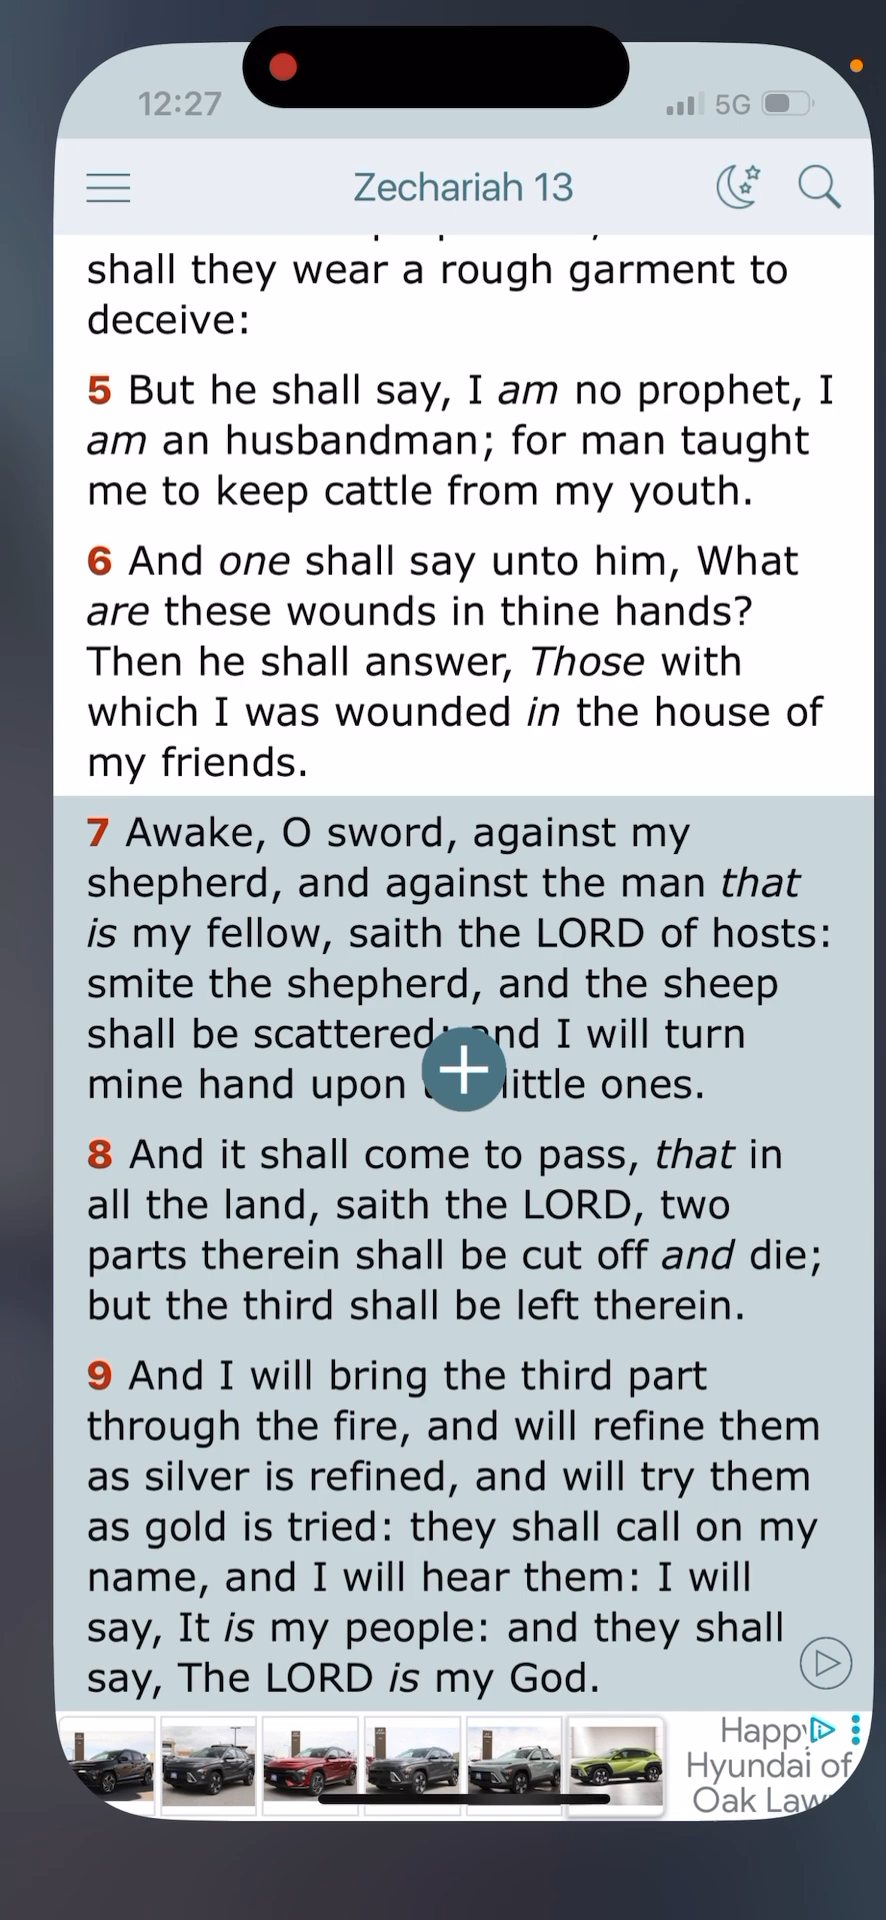 12:27
5G
Zechariah 13
shall they wear a rough garment to
deceive:
5 But he shall say, I am no prophet, I
am an husbandman; for man taught
me to keep cattle from my youth.
6 And one shall say unto him, What
are these wounds in thine hands?
Then he shall answer, Those with
which I was wounded in the house of
my friends.
7 Awake, O sword, against my
shepherd, and against the man that
is my fellow, saith the LORD of hosts:
smite the shepherd, and the sheep
shall be scattered: and I will turn
mine hand upon little ones.
8 And it shall come to pass, that in
all the land, saith the LORD, two
parts therein shall be cut off and die;
but the third shall be left therein.
9 And I will bring the third part
through the fire, and will refine them
as silver is refined, and will try them
as gold is tried: they shall call on my
name, and I will hear them: I will
say, It is my people: and they shall
say, The LORD is my God.
Happy
Hyundai of
Oak Law